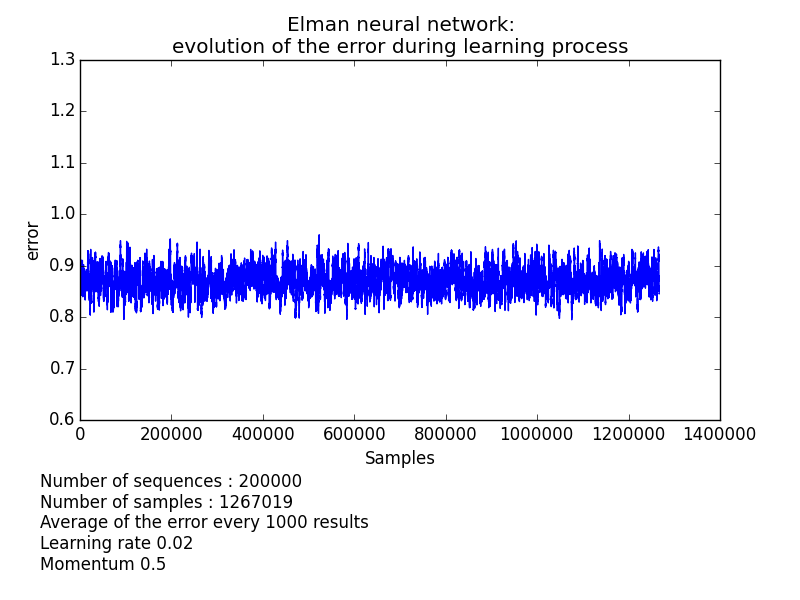 Elman neural network:
evolution of the error during learning process
1.3
1.2
1.1
1.0
0.9
0.8
0.7
0.6
error
0 200000 400000 600000 800000 1000000 1200000 1400000
Samples
Number of sequences : 200000
Number of samples : 1267019
Average of the error every 1000 results
Learning rate 0.02
Momentum 0.5